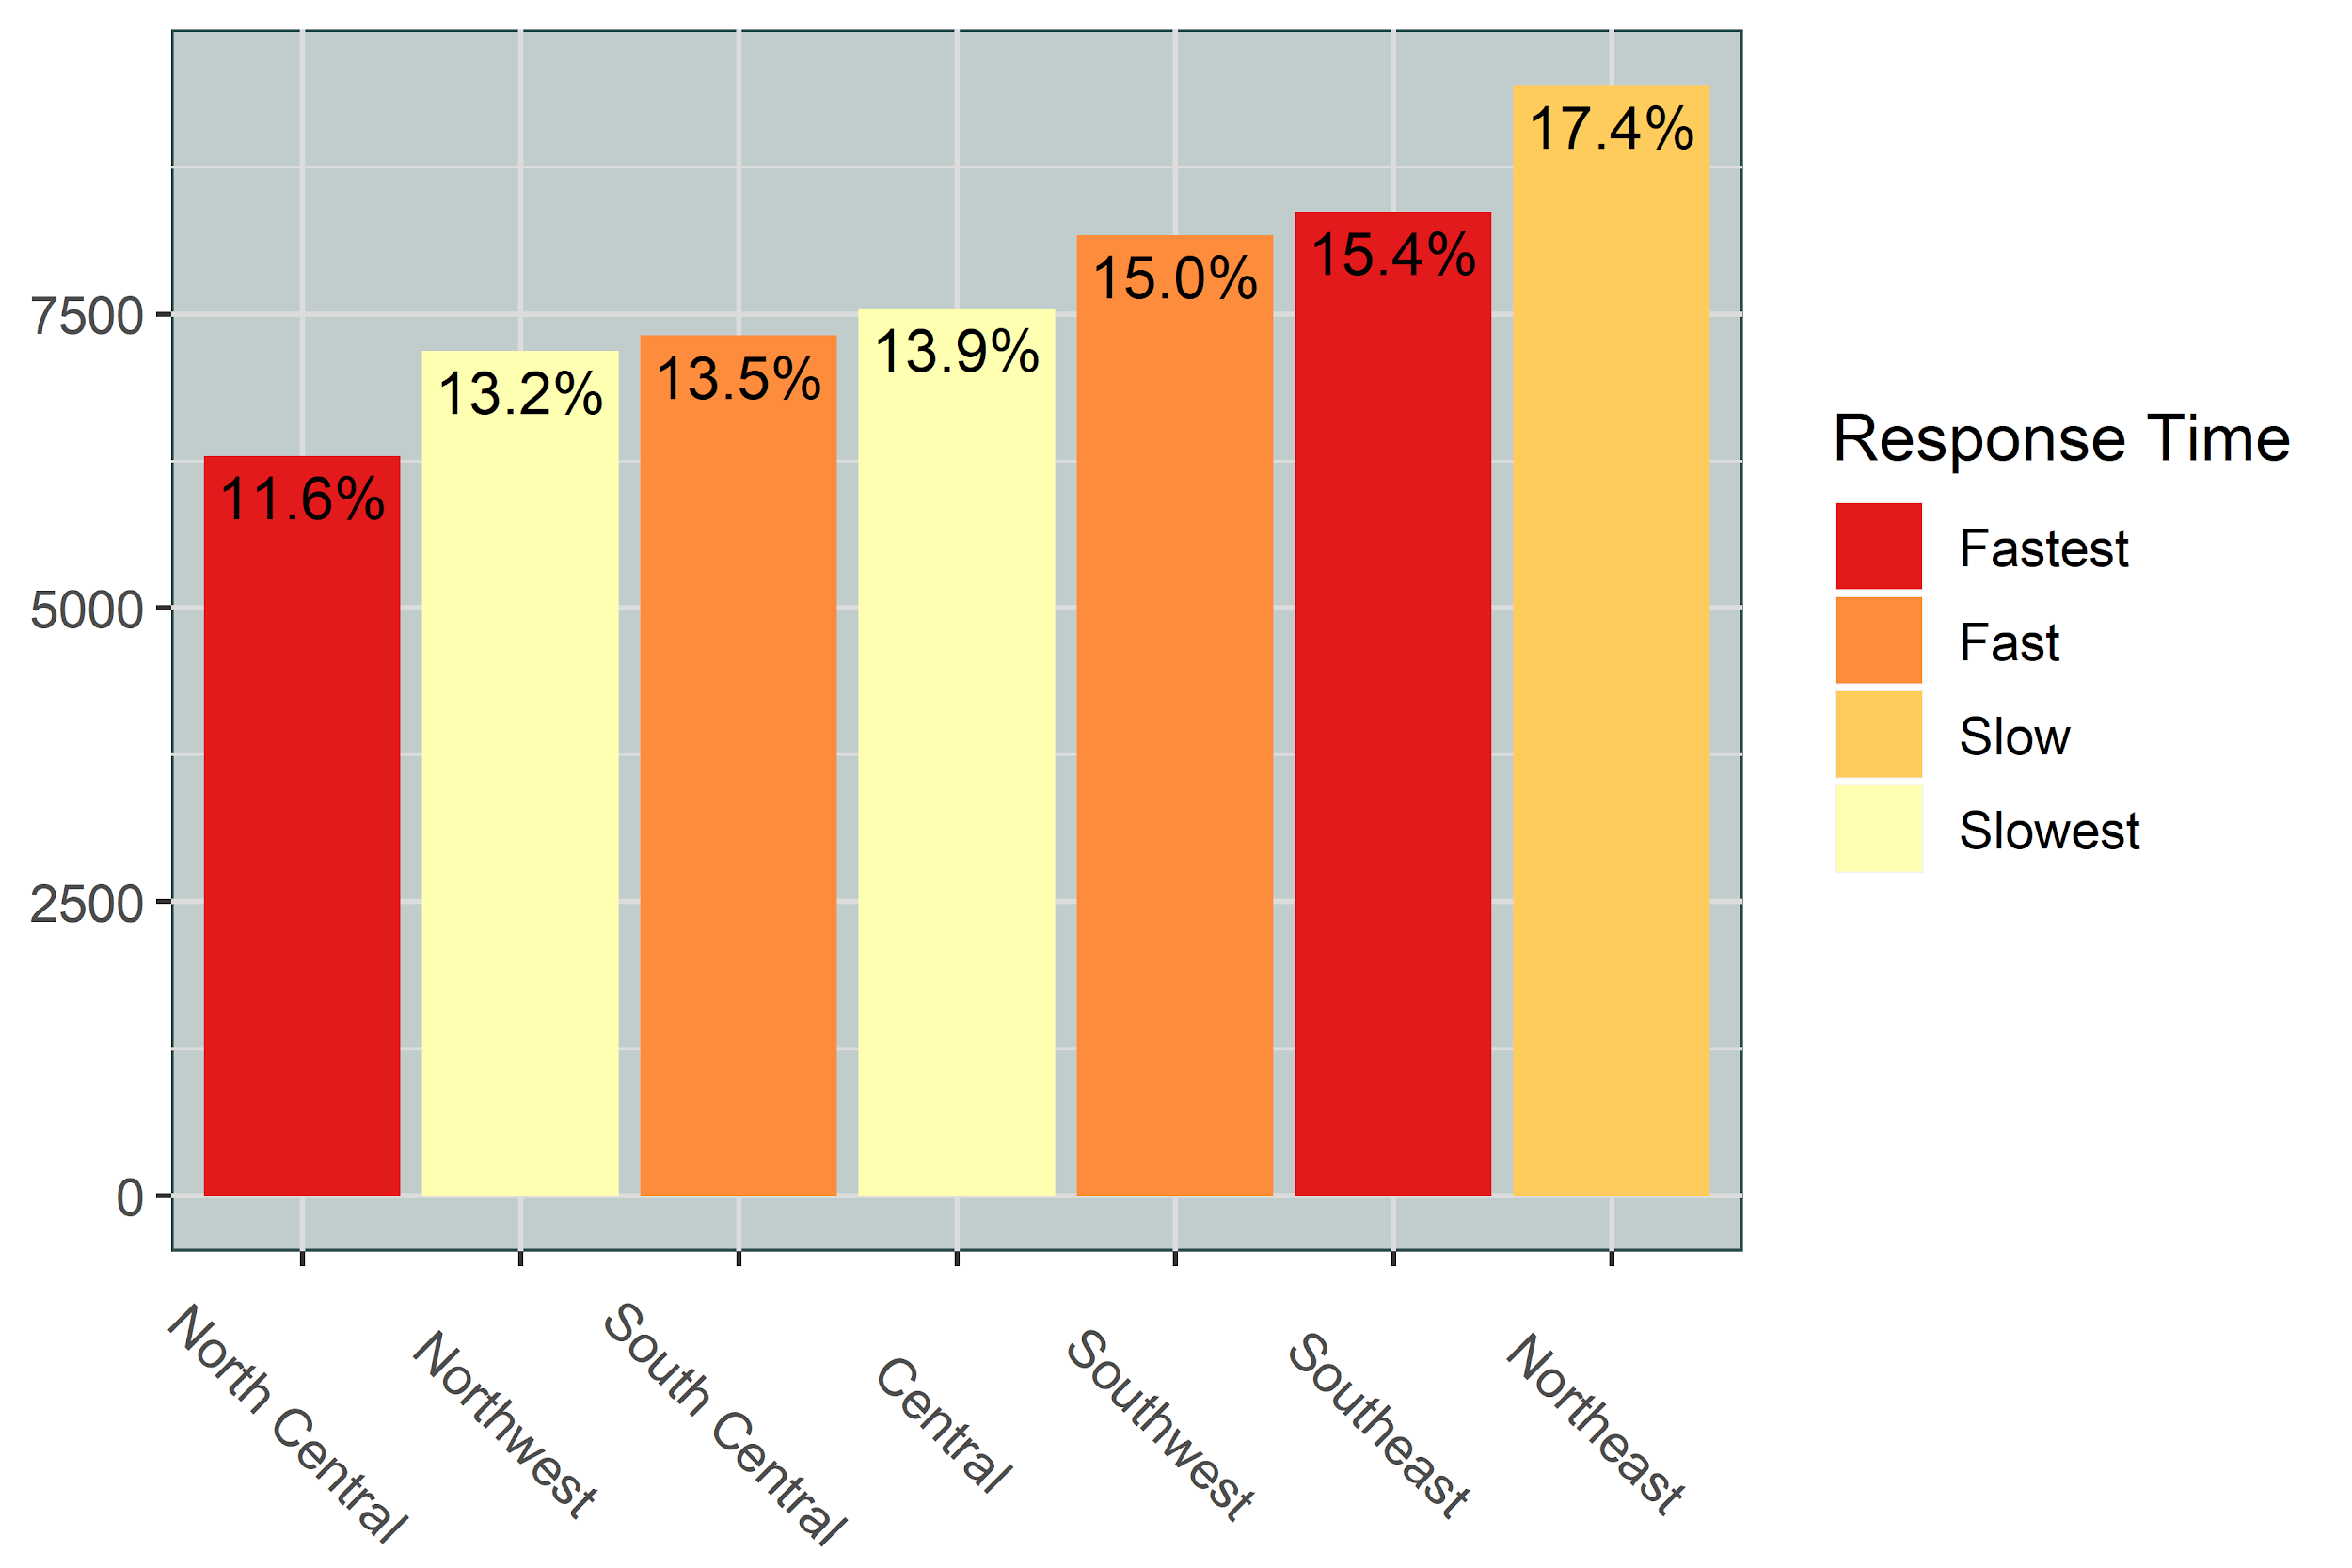 17.4%
15.4%
15.0%
13.9%
13.5%
13.2%
11.6%
7500
5000
2500
0
North Central
Northwest
South Central
Central
Southwest
Southeast
Northeast
Response Time
Fastest
Fast
Slow
Slowest